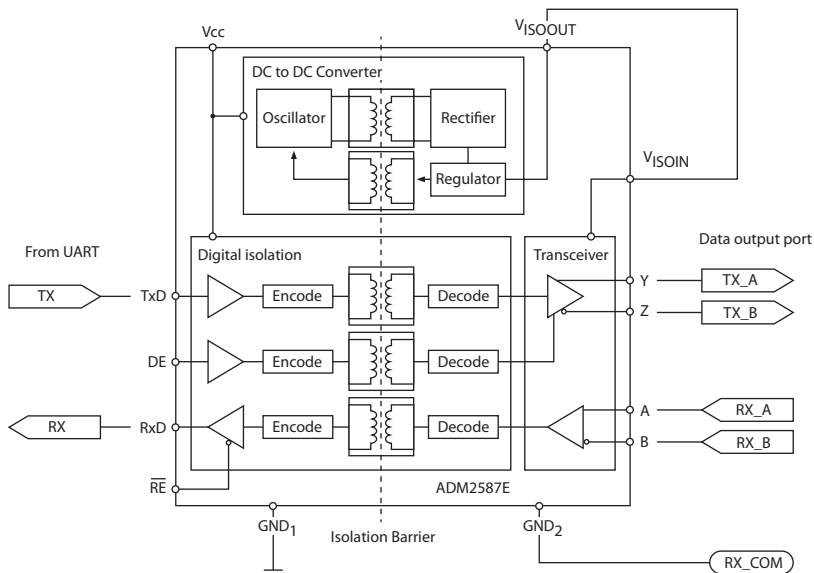 Vcc
VISOOUT
DC to DC Converter
Oscillator
Rectifier
Regulator
VISOIN
From UART
Digital isolation
Transceiver
Data output port
TX
TxD
Encode
Decode
Y
TX_A
Z
TX_B
DE
Encode
Decode
RX
RxD
Encode
Decode
A
RX_A
B
RX_B
RE
ADM2587E
GND1
Isolation Barrier
GND2
RX_COM